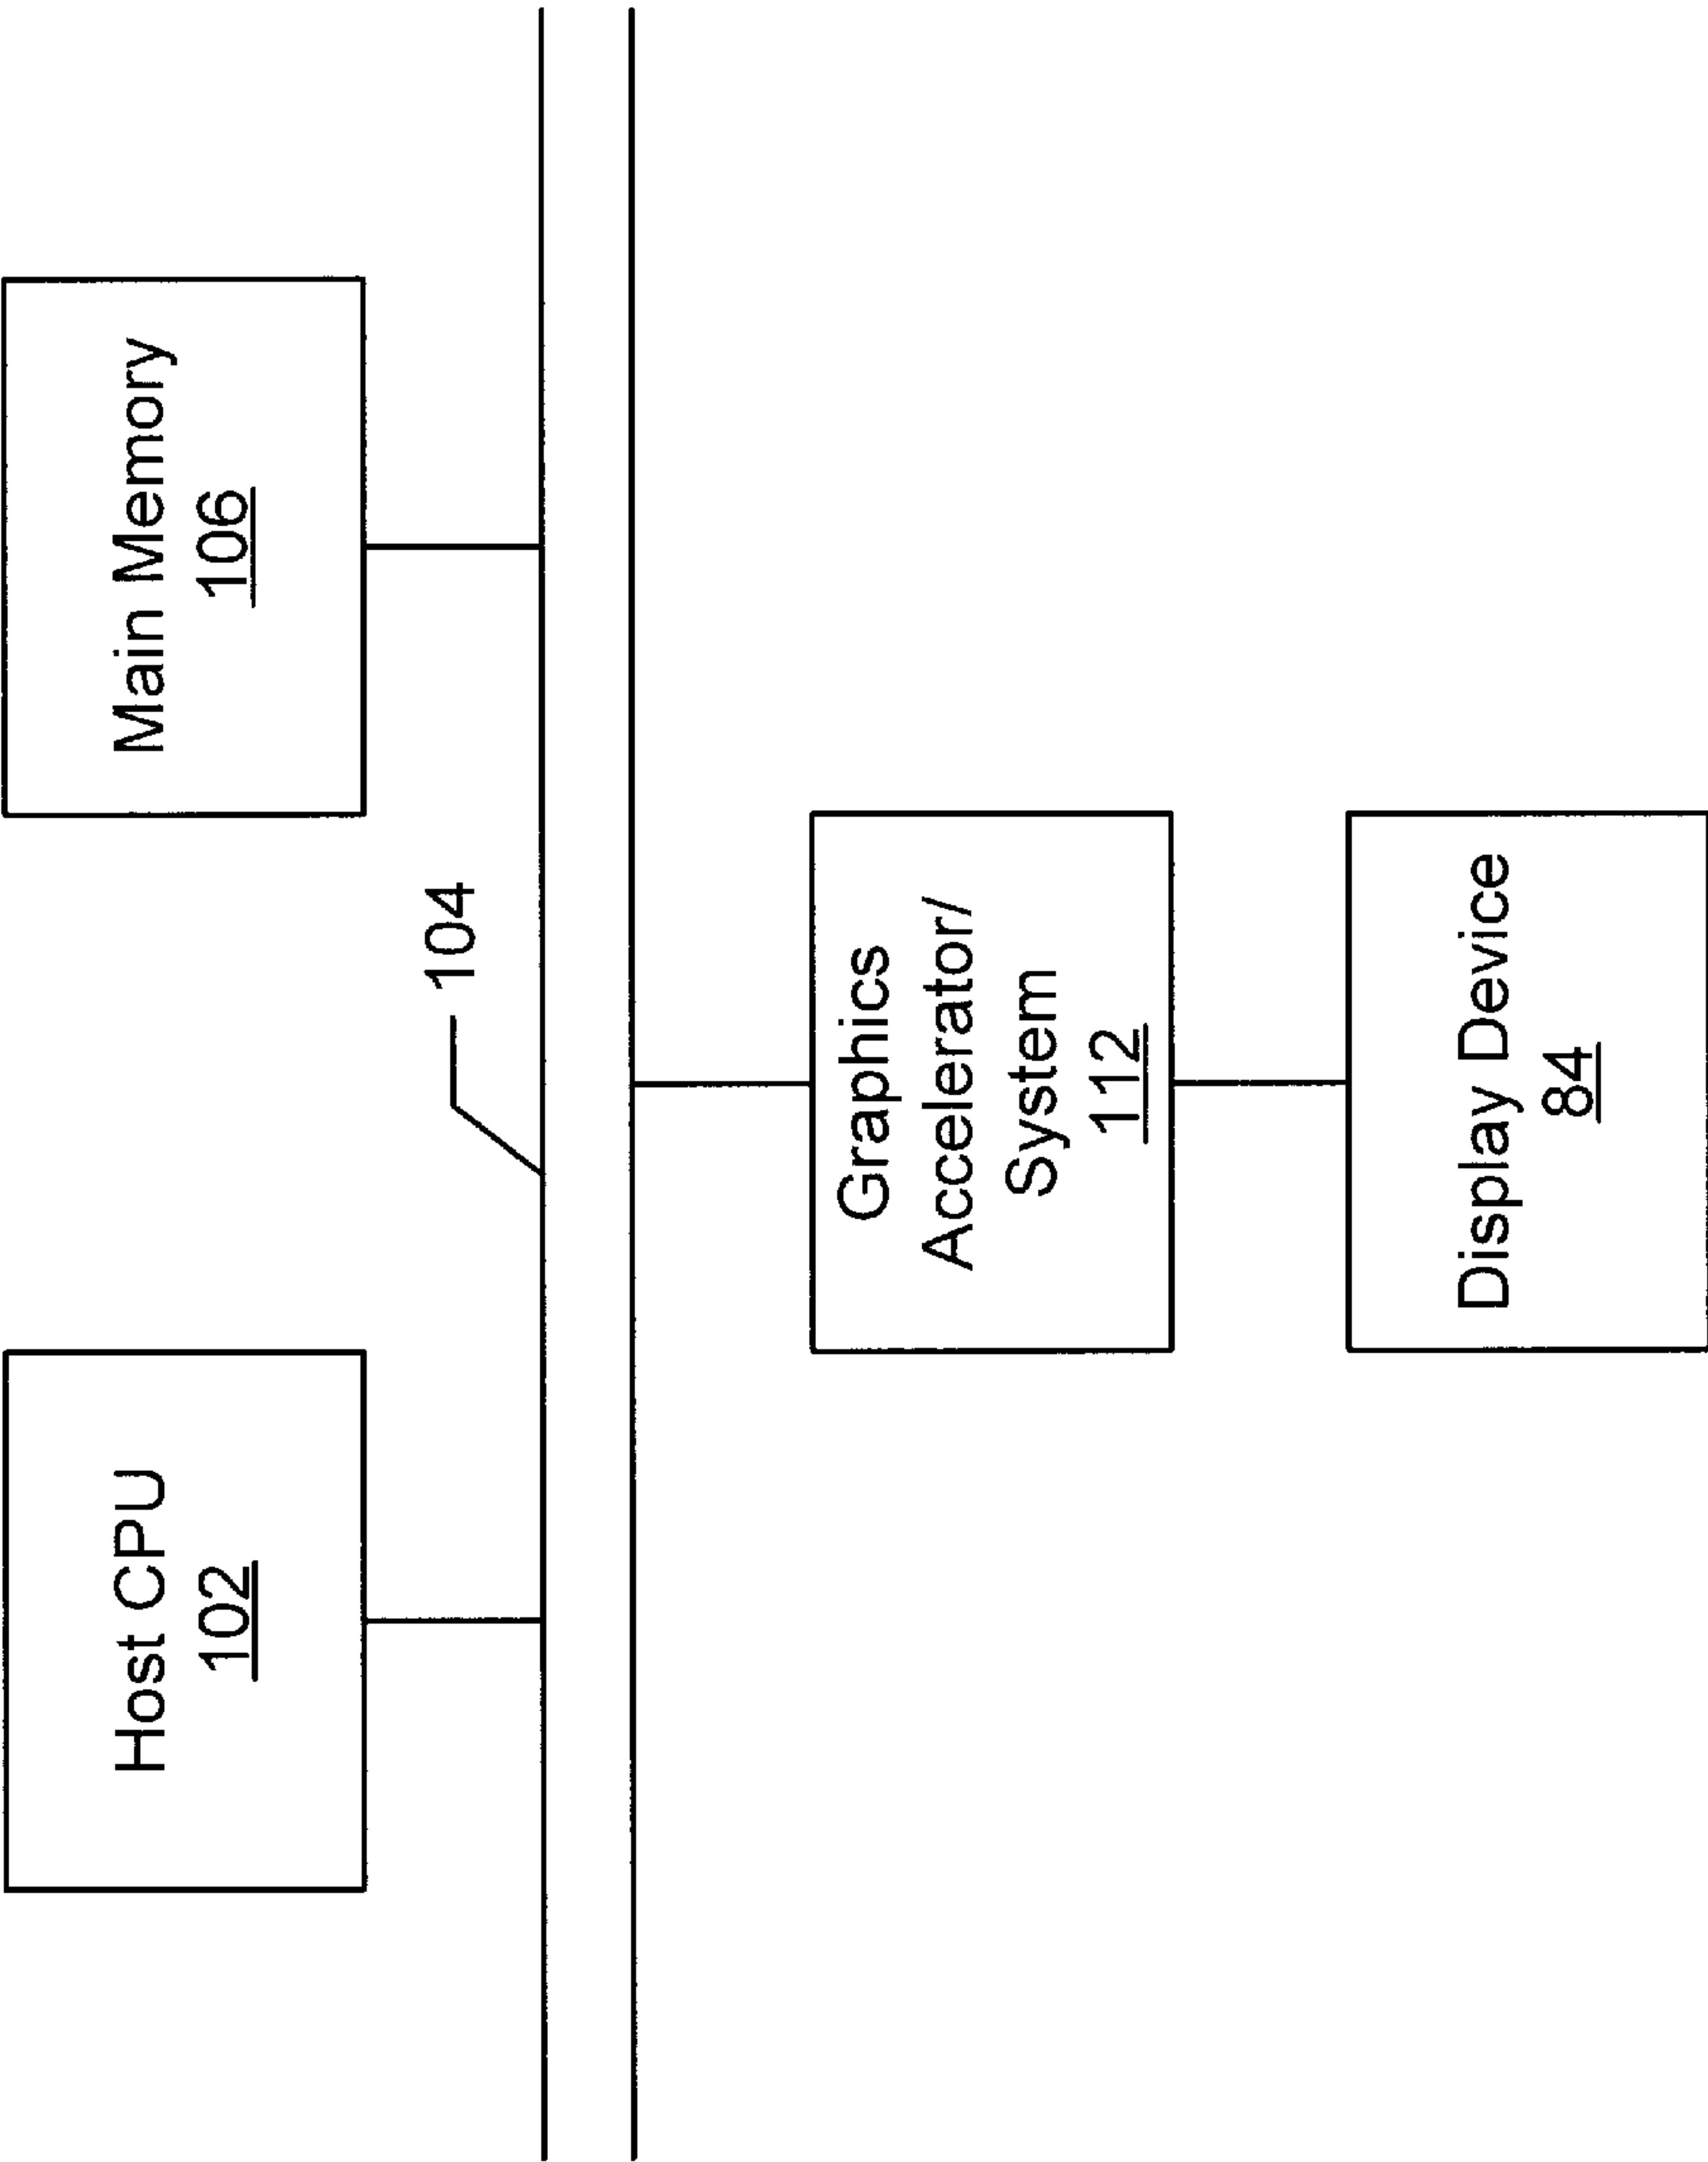 Host CPU
102
Main Memory
106
104
Graphics
Accelerator/
System
112
Display Device
84